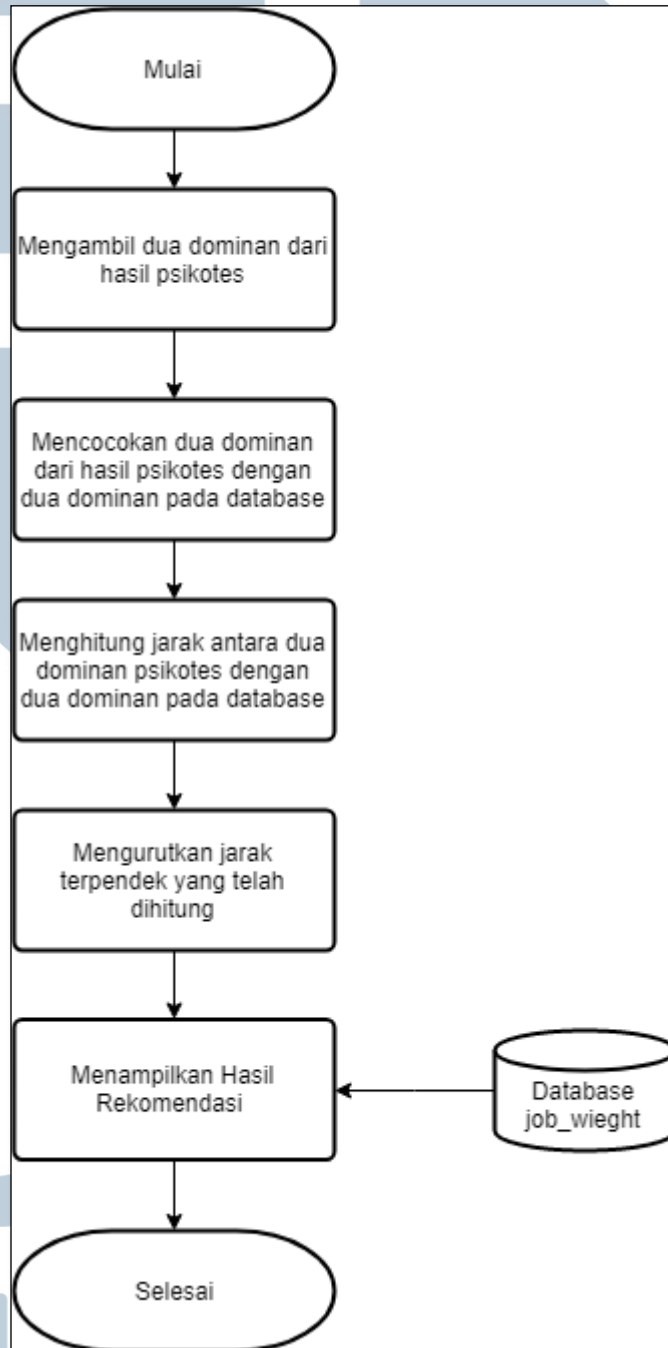 Mulai
Mengambil dua dominan dari
hasil psikotes
Mencocokan dua dominan
dari hasil psikotes dengan
dua dominan pada database
Menghitung jarak antara dua
dominan psikotes dengan
dua dominan pada database
Mengurutkan jarak
terpendek yang telah
dihitung
Menampilkan Hasil
Rekomendasi
Database
job_wieght
Selesai